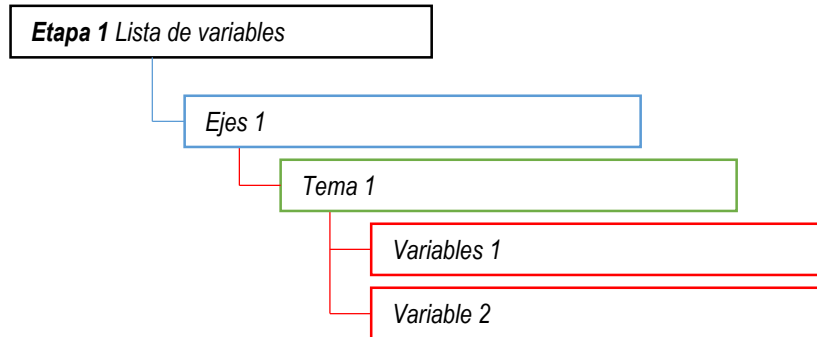 Etapa 1 Lista de variables
Ejes 1
Tema 1
Variables 1
Variable 2